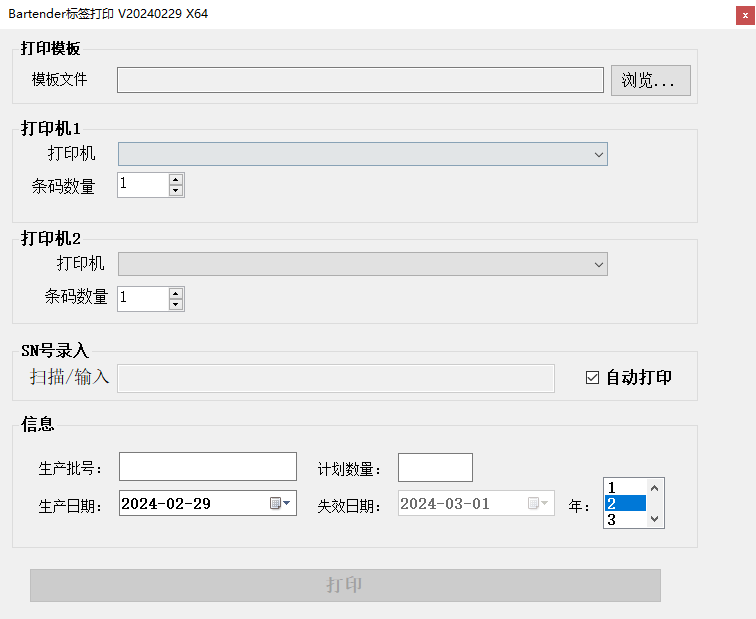 Bartender标签打印 V20240229 X64
x
打印模板
模板文件
浏览...
打印机1
打印机
条码数量
1
打印机2
打印机
条码数量
1
SN号录入
扫描/输入
自动打印
信息
生产批号：
计划数量：
生产日期：
2024-02-29
失效日期：
2024-03-01
年：
1
2
3
打印